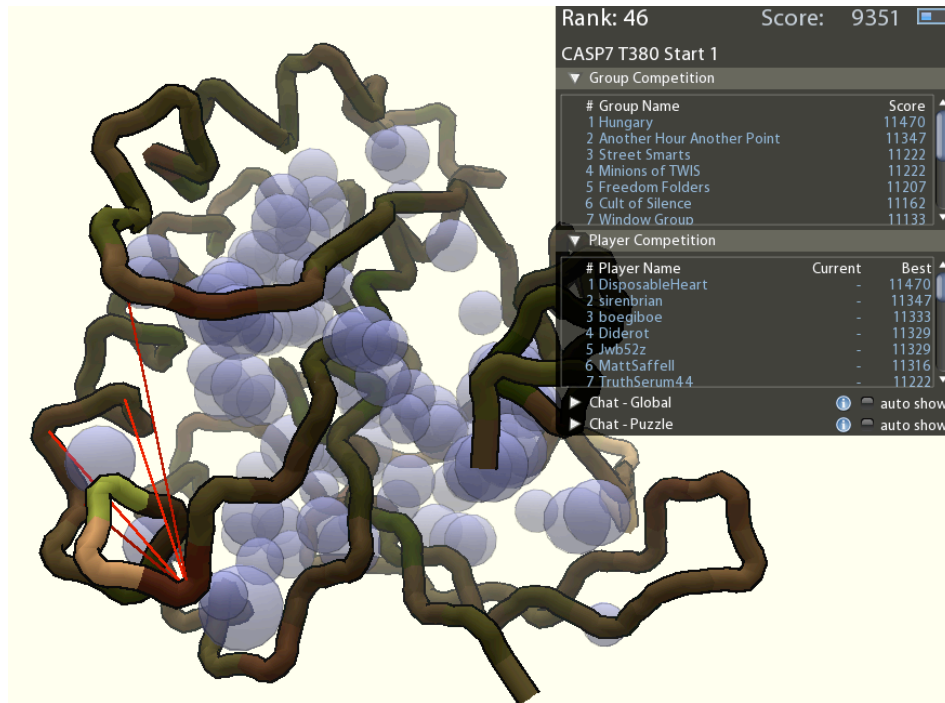 Rank: 46 Score: 9351
CASP7 T380 Start 1
Group Competition
# Group Name Score
1 Hungary 11470
2 Another Hour Another Point 11347
3 Street Smarts 11222
4 Minions of TWIS 11222
5 Freedom Folders 11207
6 Cult of Silence 11162
7 Window Group 11133
Player Competition
# Player Name Current Best
1 DisposableHeart - 11470
2 sirenbrian - 11347
3 boegiboe - 11333
4 Diderot - 11329
5 Jwb52z - 11329
6 MattSaffell - 11316
7 TruthSerum44 - 11222
Chat - Global i auto show
Chat - Puzzle i auto show